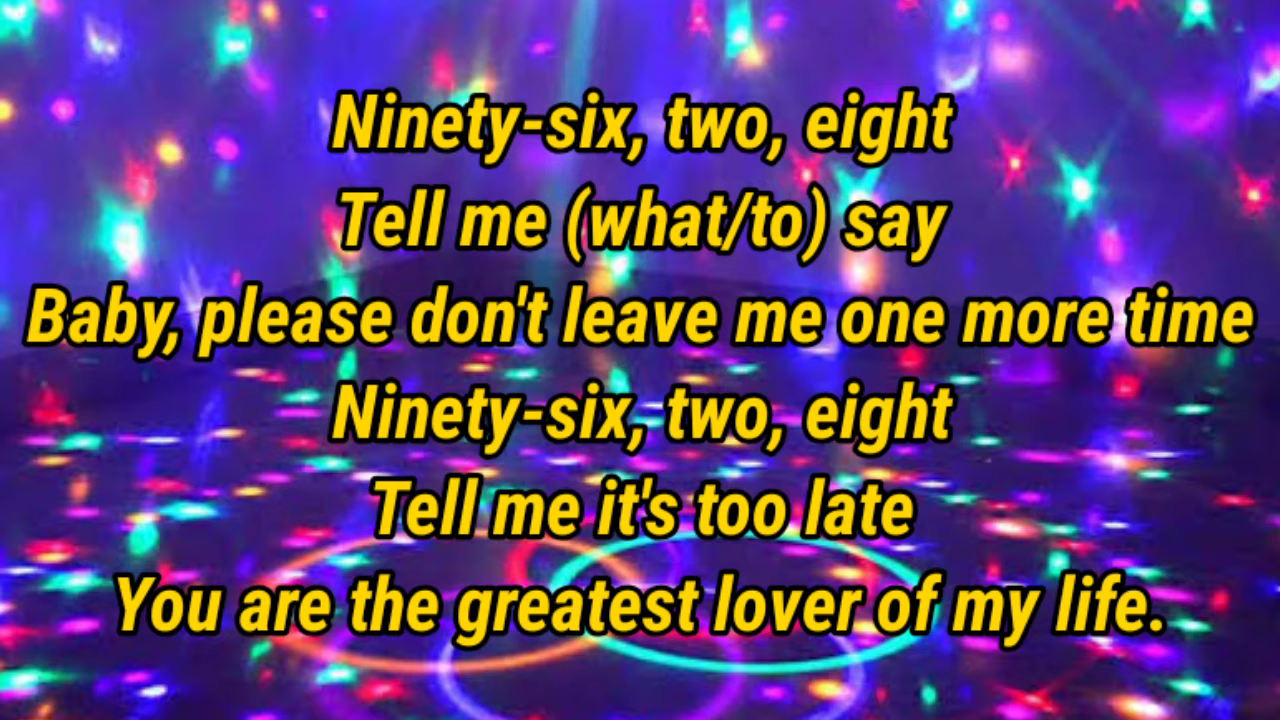 Ninety-six, two, eight
Tell me (what/to) say
Baby, please don't leave me one more time
Ninety-six, two, eight
Tell me it's too late
You are the greatest lover of my life.